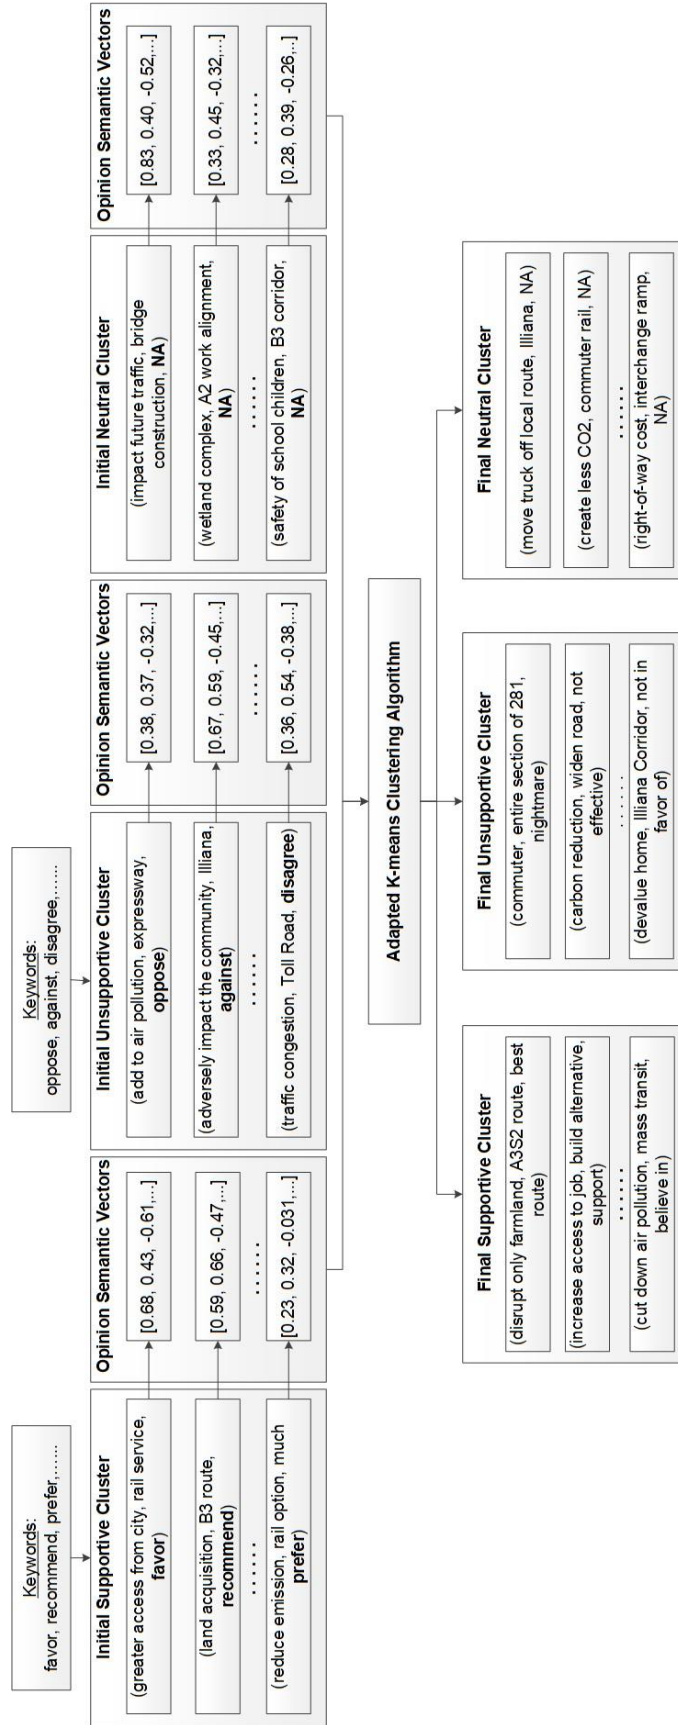 Keywords:
favor, recommend, prefer,......
Keywords:
oppose, against, disagree,......
Initial Supportive Cluster
(greater access from city, rail service,
favor)
(land acquisition, B3 route,
recommend)
......
(reduce emission, rail option, much
prefer)
Opinion Semantic Vectors
[0.68, 0.43, -0.61,...]
[0.59, 0.66, -0.47,...]
......
[0.23, 0.32, -0.031,...]
Initial Unsupportive Cluster
(add to air pollution, expressway,
oppose)
(adversely impact the community, Illiana,
against)
......
(traffic congestion, Toll Road, disagree)
Opinion Semantic Vectors
[0.38, 0.37, -0.32,...]
[0.67, 0.59, -0.45,...]
......
[0.36, 0.54, -0.38,...]
Initial Neutral Cluster
(impact future traffic, bridge
construction, NA)
(wetland complex, A2 work alignment,
NA)
......
(safety of school children, B3 corridor,
NA)
Opinion Semantic Vectors
[0.83, 0.40, -0.52,...]
[0.33, 0.45, -0.32,...]
......
[0.28, 0.39, -0.26,..]
Adapted K-means Clustering Algorithm
Final Supportive Cluster
(disrupt only farmland, A3S2 route, best
route)
(increase access to job, build alternative,
support)
......
(cut down air pollution, mass transit,
believe in)
Final Unsupportive Cluster
(commuter, entire section of 281,
nightmare)
(carbon reduction, widen road, not
effective)
......
(devalue home, Illiana Corridor, not in
favor of)
Final Neutral Cluster
(move truck off local route, Illiana, NA)
(create less CO2, commuter rail, NA)
......
(right-of-way cost, interchange ramp,
NA)